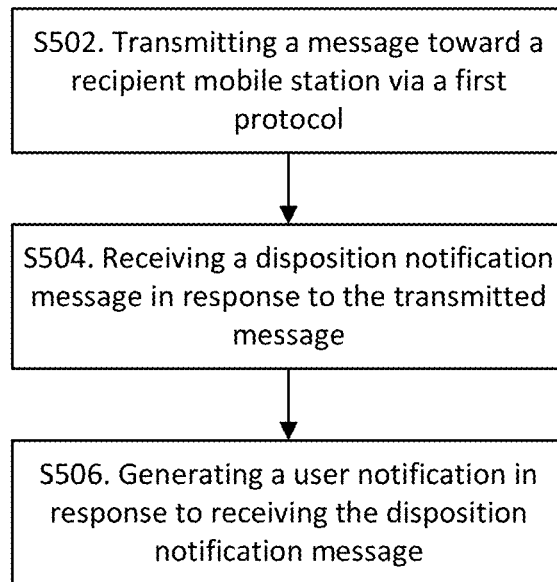 S502. Transmitting a message toward a
recipient mobile station via a first
protocol
S504. Receiving a disposition notification
message in response to the transmitted
message
S506. Generating a user notification in
response to receiving the disposition
notification message